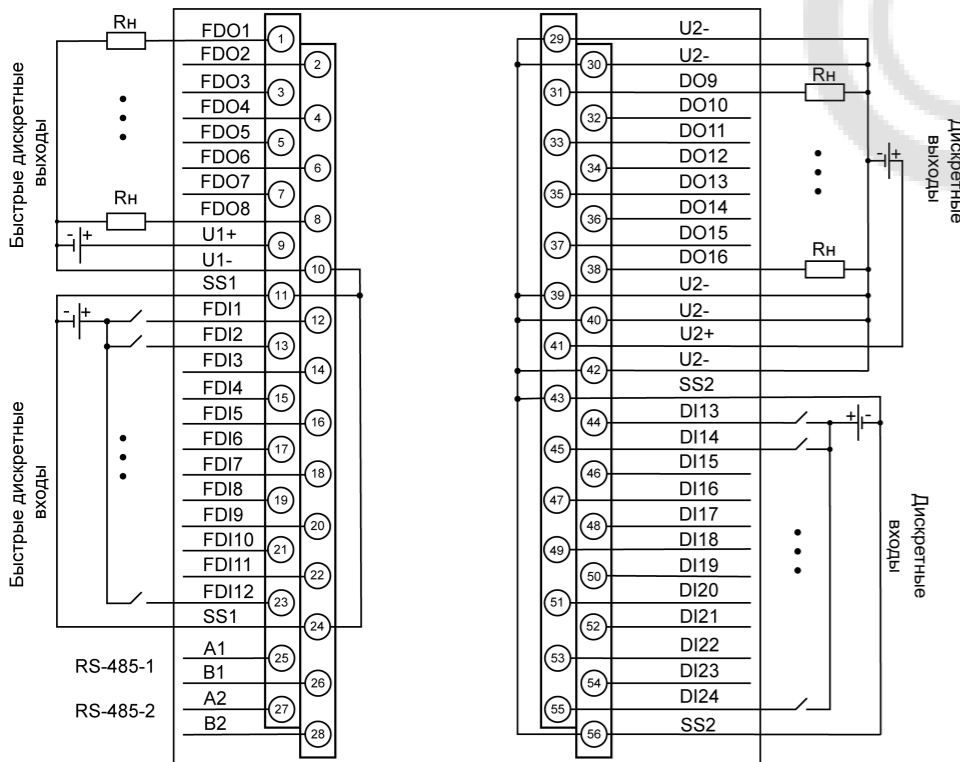 Быстрые дискретные
выходы
Rн
FDO1
1
FDO2
2
FDO3
3
FDO4
4
FDO5
5
FDO6
6
FDO7
7
Rн
FDO8
8
- +
U1+
9
U1-
10
SS1
11
Быстрые дискретные
входы
- +
FDI1
12
FDI2
13
FDI3
14
FDI4
15
FDI5
16
FDI6
17
FDI7
18
FDI8
19
FDI9
20
FDI10
21
FDI11
22
FDI12
23
SS1
24
RS-485-1
A1
25
B1
26
RS-485-2
A2
27
B2
28
29
U2-
30
U2-
31
DO9
Rн
32
DO10
33
DO11
34
DO12
- +
35
DO13
36
DO14
37
DO15
38
DO16
Rн
39
U2-
40
U2-
41
U2+
42
U2-
43
SS2
Дискретные
выходы
44
DI13
+ -
45
DI14
46
DI15
47
DI16
48
DI17
49
DI18
50
DI19
51
DI20
52
DI21
53
DI22
54
DI23
55
DI24
56
SS2
Дискретные
входы